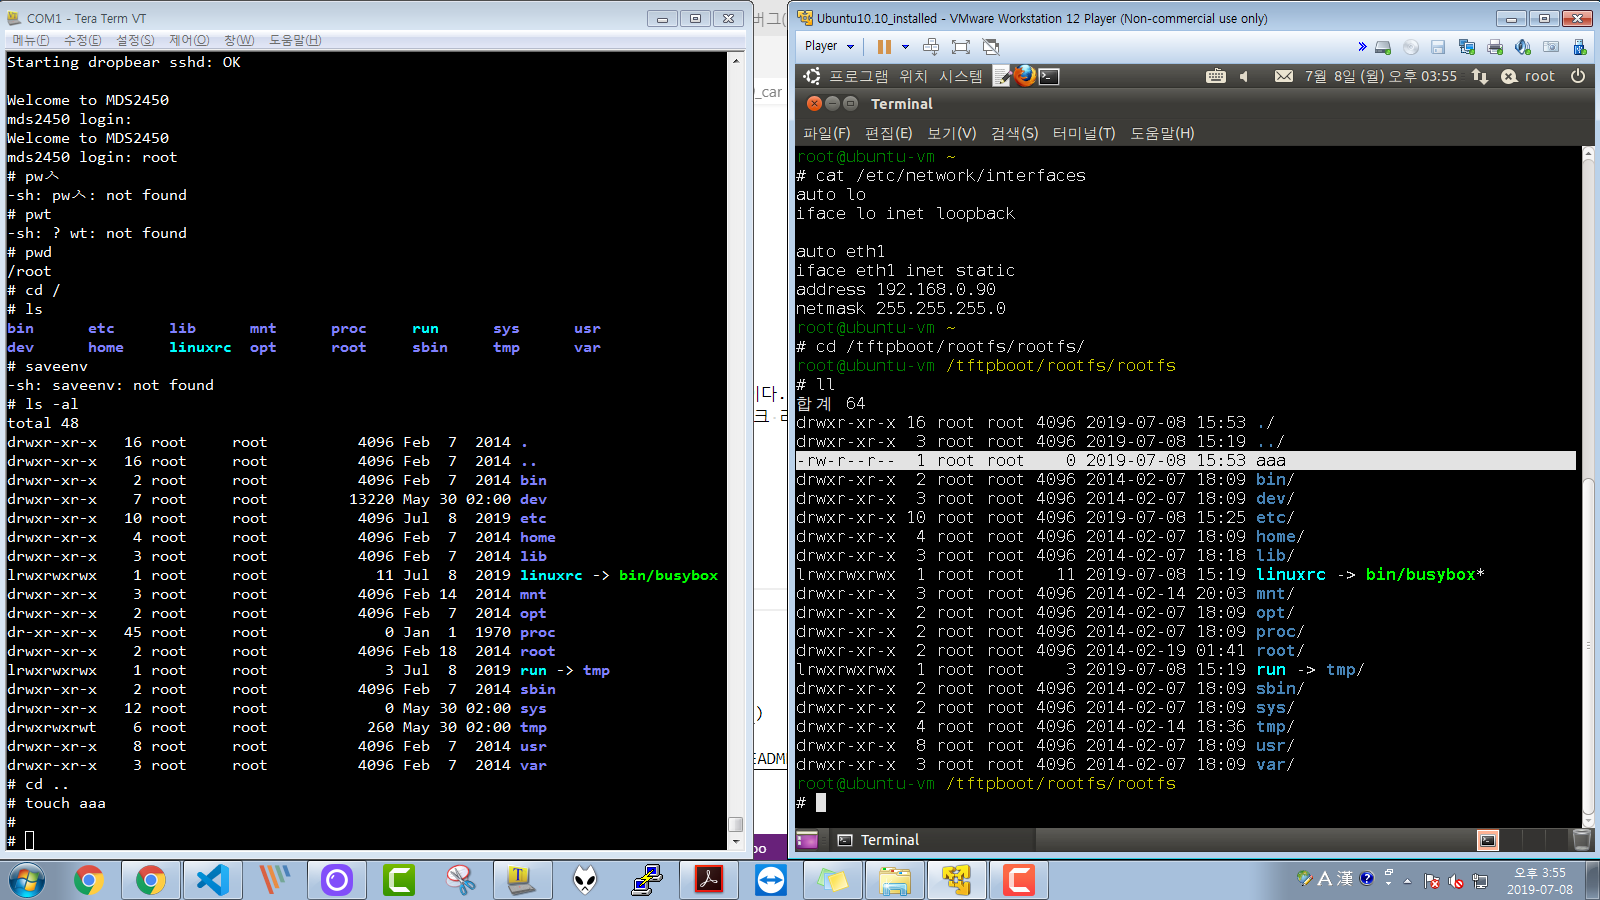 COM1 - Tera Term VT
메뉴(F) 수정(E) 설정(S) 제어(O) 창(W) 도움말(H)
Starting dropbear sshd: OK
Welcome to MDS2450
mds2450 login:
Welcome to MDS2450
mds2450 login: root
# pwㅅ
-sh: pwㅅ: not found
# pwt
-sh: ? wt: not found
# pwd
/root
# cd /
# ls
bin etc lib mnt proc run sys usr
dev home linuxrc opt root sbin tmp var
# saveenv
-sh: saveenv: not found
# ls -al
total 48
drwxr-xr-x 16 root root 4096 Feb 7 2014 .
drwxr-xr-x 16 root root 4096 Feb 7 2014 ..
drwxr-xr-x 2 root root 4096 Feb 7 2014 bin
drwxr-xr-x 7 root root 13220 May 30 02:00 dev
drwxr-xr-x 10 root root 4096 Jul 8 2019 etc
drwxr-xr-x 4 root root 4096 Feb 7 2014 home
drwxr-xr-x 3 root root 4096 Feb 7 2014 lib
lrwxrwxrwx 1 root root 11 Jul 8 2019 linuxrc -> bin/busybox
drwxr-xr-x 3 root root 4096 Feb 14 2014 mnt
drwxr-xr-x 2 root root 4096 Feb 7 2014 opt
dr-xr-xr-x 45 root root 0 Jan 1 1970 proc
drwxr-xr-x 2 root root 4096 Feb 18 2014 root
lrwxrwxrwx 1 root root 3 Jul 8 2019 run -> tmp
drwxr-xr-x 2 root root 4096 Feb 7 2014 sbin
drwxr-xr-x 12 root root 0 May 30 02:00 sys
drwxrwxrwt 6 root root 260 May 30 02:00 tmp
drwxr-xr-x 8 root root 4096 Feb 7 2014 usr
drwxr-xr-x 3 root root 4096 Feb 7 2014 var
# cd ..
# touch aaa
#
#
버그(
_car
다.
크
)
EADM
oo
Ubuntu10.10_installed - VMware Workstation 12 Player (Non-commercial use only)
Player
프로그램 위치 시스템 7월 8일 (월) 오후 03:55 root
Terminal
파일(F) 편집(E) 보기(V) 검색(S) 터미널(T) 도움말(H)
root@ubuntu-vm ~
# cat /etc/network/interfaces
auto lo
iface lo inet loopback
auto eth1
iface eth1 inet static
address 192.168.0.90
netmask 255.255.255.0
root@ubuntu-vm ~
# cd /tftpboot/rootfs/rootfs/
root@ubuntu-vm /tftpboot/rootfs/rootfs
# ll
합계 64
drwxr-xr-x 16 root root 4096 2019-07-08 15:53 ./
drwxr-xr-x 3 root root 4096 2019-07-08 15:19 ../
-rw-r--r-- 1 root root 0 2019-07-08 15:53 aaa
drwxr-xr-x 2 root root 4096 2014-02-07 18:09 bin/
drwxr-xr-x 3 root root 4096 2014-02-07 18:09 dev/
drwxr-xr-x 10 root root 4096 2019-07-08 15:25 etc/
drwxr-xr-x 4 root root 4096 2014-02-07 18:09 home/
drwxr-xr-x 3 root root 4096 2014-02-07 18:18 lib/
lrwxrwxrwx 1 root root 11 2019-07-08 15:19 linuxrc -> bin/busybox*
drwxr-xr-x 3 root root 4096 2014-02-14 20:03 mnt/
drwxr-xr-x 2 root root 4096 2014-02-07 18:09 opt/
drwxr-xr-x 2 root root 4096 2014-02-07 18:09 proc/
drwxr-xr-x 2 root root 4096 2014-02-19 01:41 root/
lrwxrwxrwx 1 root root 3 2019-07-08 15:19 run -> tmp/
drwxr-xr-x 2 root root 4096 2014-02-07 18:09 sbin/
drwxr-xr-x 2 root root 4096 2014-02-07 18:09 sys/
drwxr-xr-x 4 root root 4096 2014-02-14 18:36 tmp/
drwxr-xr-x 8 root root 4096 2014-02-07 18:09 usr/
drwxr-xr-x 3 root root 4096 2014-02-07 18:09 var/
root@ubuntu-vm /tftpboot/rootfs/rootfs
#
Terminal
A 漢
오후 3:55
2019-07-08